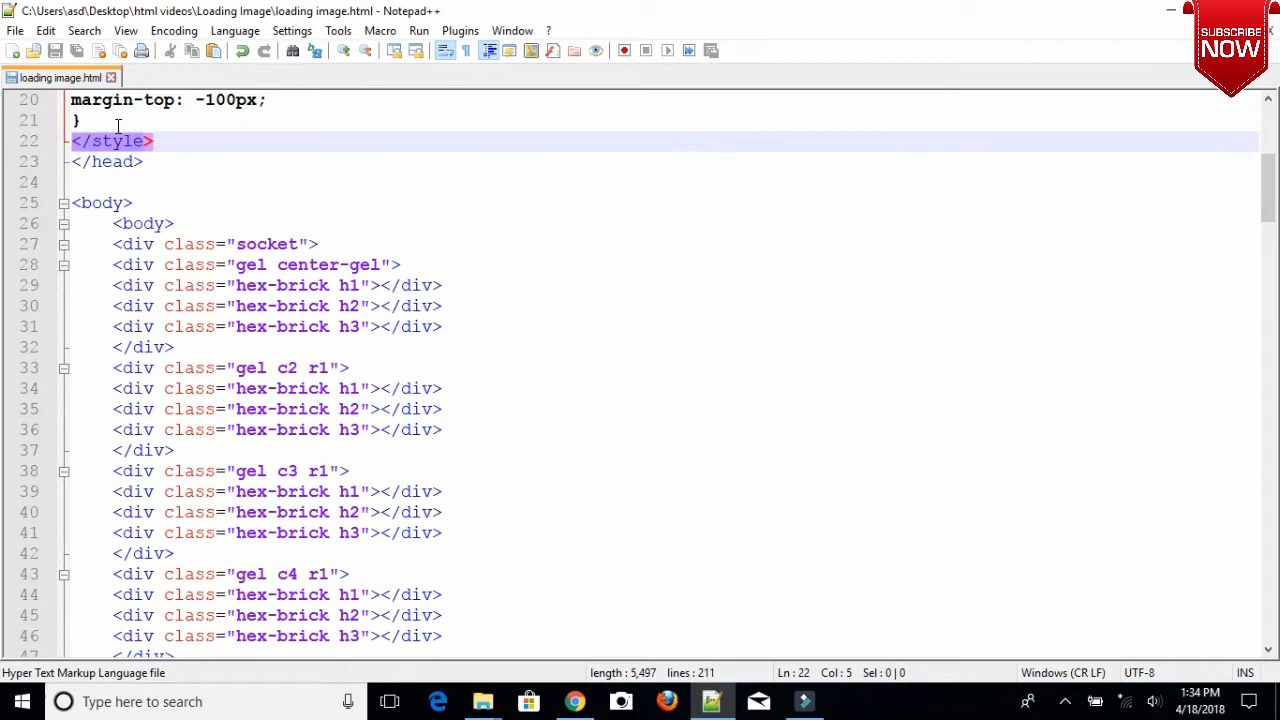 C:\Users\asd\Desktop\html videos\Loading Image\loading image.html - Notepad++
SUBSCRIBE
NOW
File Edit Search View Encoding Language Settings Tools Macro Run Plugins Window ?
loading image.html
20 margin-top: -100px;
21 }
22 </style>
23 </head>
24
25 <body>
26 <body>
27 <div class="socket">
28 <div class="gel center-gel">
29 <div class="hex-brick h1"></div>
30 <div class="hex-brick h2"></div>
31 <div class="hex-brick h3"></div>
32 </div>
33 <div class="gel c2 r1">
34 <div class="hex-brick h1"></div>
35 <div class="hex-brick h2"></div>
36 <div class="hex-brick h3"></div>
37 </div>
38 <div class="gel c3 r1">
39 <div class="hex-brick h1"></div>
40 <div class="hex-brick h2"></div>
41 <div class="hex-brick h3"></div>
42 </div>
43 <div class="gel c4 r1">
44 <div class="hex-brick h1"></div>
45 <div class="hex-brick h2"></div>
46 <div class="hex-brick h3"></div>
47 </div>
Hyper Text Markup Language file length : 5,497 lines : 211 Ln : 22 Col : 5 Sel : 0 | 0 Windows (CR LF) UTF-8 INS
Type here to search
1:34 PM
4/18/2018